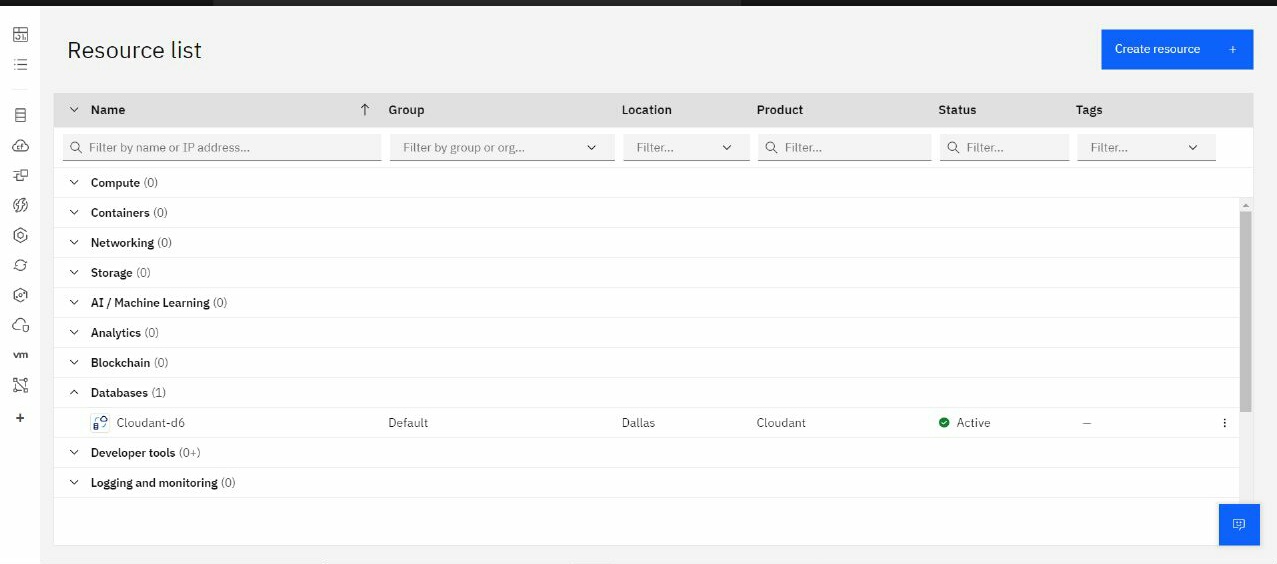 Resource list
Create resource +
Name Group Location Product Status Tags
Filter by name or IP address... Filter by group or org... Filter... Filter... Filter... Filter...
Compute (0)
Containers (0)
Networking (0)
Storage (0)
AI / Machine Learning (0)
Analytics (0)
vm
Blockchain (0)
Databases (1)
Cloudant-d6 Default Dallas Cloudant Active —
Developer tools (0+)
Logging and monitoring (0)